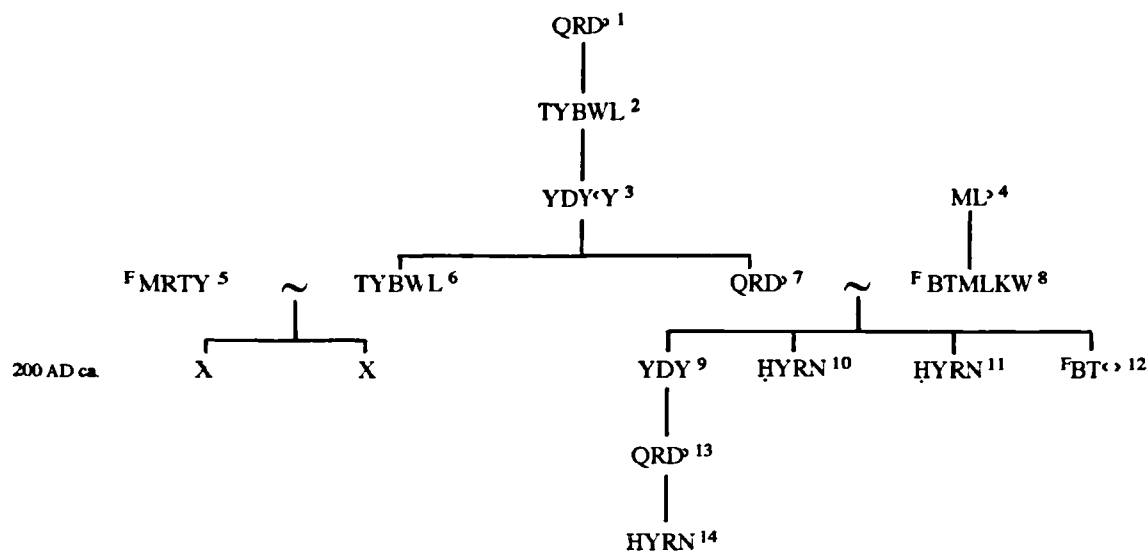 QRDʾ 1
TYBWL 2
YDYʿY 3 MLʾ 4
F MRTY 5 ~ TYBWL 6 QRDʾ 7 ~ F BTMLKW 8
200 AD ca. X X YDY 9 ḤYRN 10 ḤYRN 11 F BTʿʾ 12
QRDʾ 13
HYRN 14